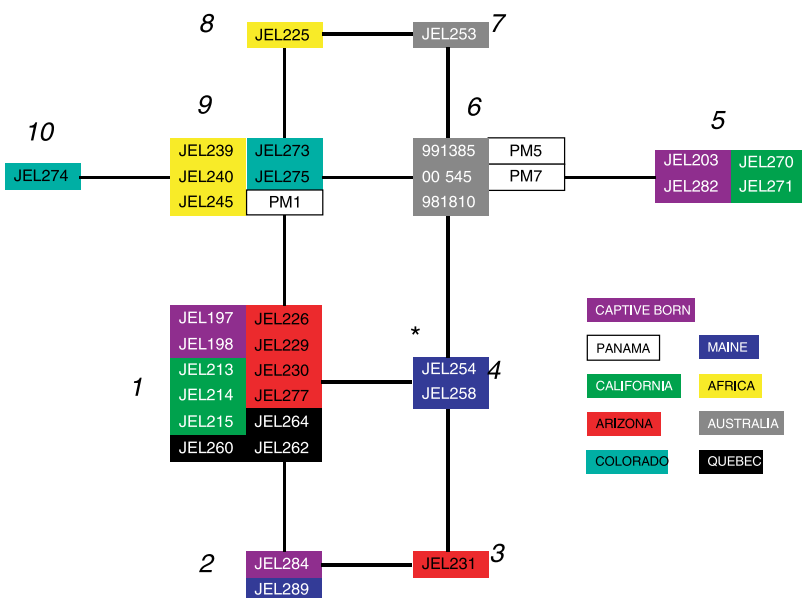 8
7
JEL225
JEL253
10
9
6
5
JEL239
JEL273
991385
PM5
JEL203
JEL270
JEL274
JEL240
JEL275
00 545
PM7
JEL282
JEL271
JEL245
PM1
981810
JEL197
JEL226
CAPTIVE BORN
JEL198
JEL229
*
PANAMA
MAINE
1
JEL213
JEL230
JEL254
4
JEL214
JEL277
JEL258
CALIFORNIA
AFRICA
JEL215
JEL264
ARIZONA
AUSTRALIA
JEL260
JEL262
COLORADO
QUEBEC
2
JEL284
JEL231
3
JEL289